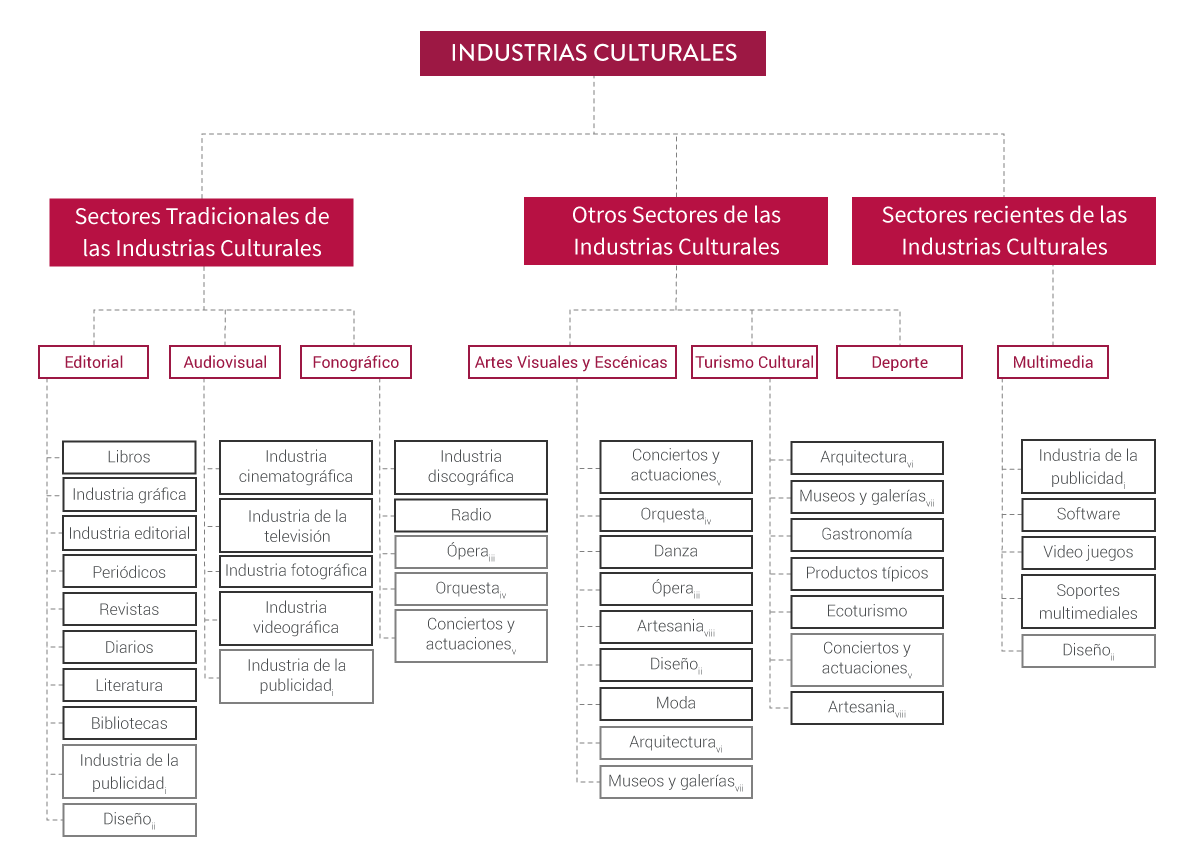 INDUSTRIAS CULTURALES
Sectores Tradicionales de
las Industrias Culturales
Otros Sectores de las
Industrias Culturales
Sectores recientes de las
Industrias Culturales
Editorial
Audiovisual
Fonográfico
Artes Visuales y Escénicas
Turismo Cultural
Deporte
Multimedia
Libros
Industria gráfica
Industria editorial
Periódicos
Revistas
Diarios
Literatura
Bibliotecas
Industria de la
publicidad i
Diseño ii
Industria
cinematográfica
Industria de la
televisión
Industria fotográfica
Industria
videográfica
Industria de la
publicidad i
Industria
discográfica
Radio
Ópera iii
Orquesta iv
Conciertos y
actuaciones v
Conciertos y
actuaciones v
Orquesta iv
Danza
Ópera iii
Artesania viii
Diseño ii
Moda
Arquitectura vi
Museos y galerías vii
Arquitectura vi
Museos y galerías vii
Gastronomía
Productos típicos
Ecoturismo
Conciertos y
actuaciones v
Artesania viii
Industria de la
publicidad i
Software
Video juegos
Soportes
multimediales
Diseño ii